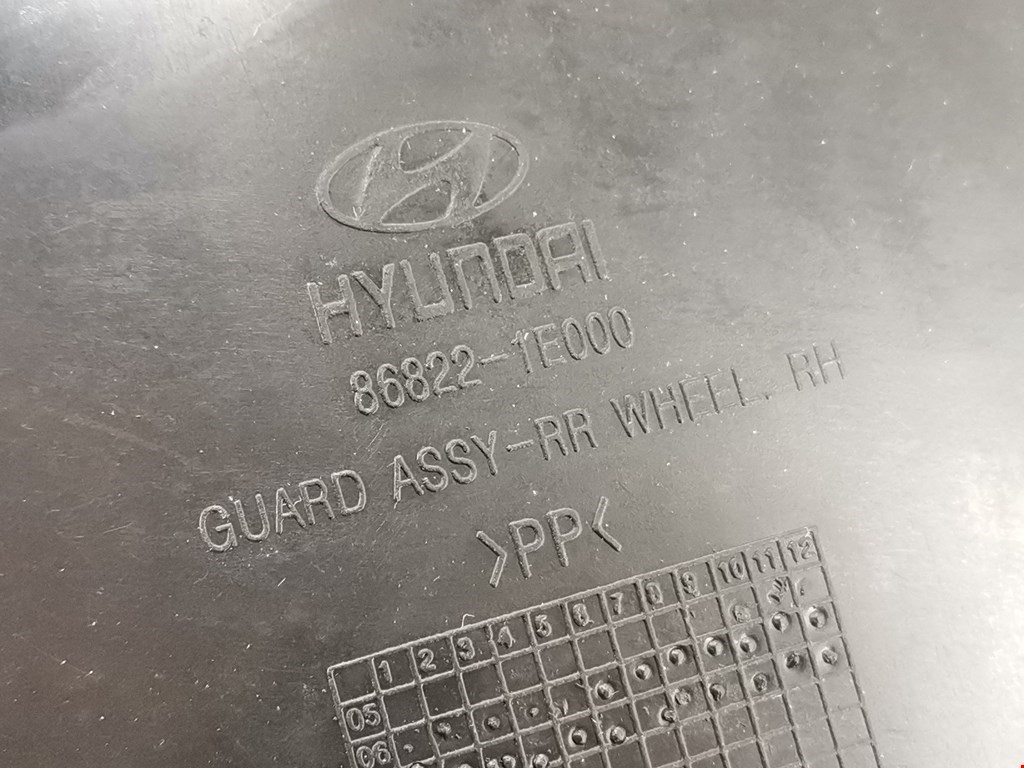 HYUNDAI
86822-1E000
GUARD ASSY-RR WHEEL, RH
>PP<
1 2 3 4 5 6 7 8 9 10 11 12
05
06